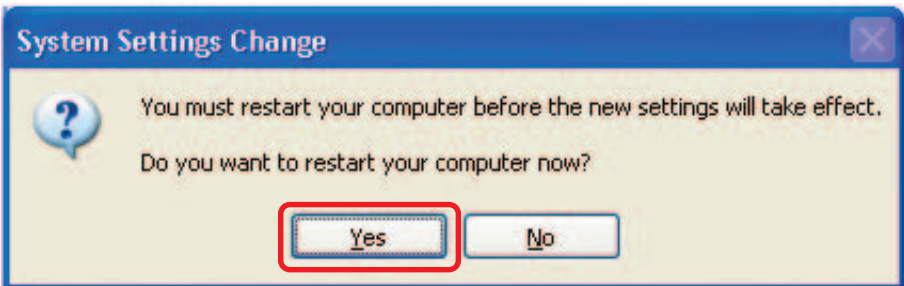 System Settings Change
You must restart your computer before the new settings will take effect.
Do you want to restart your computer now?
Yes
No